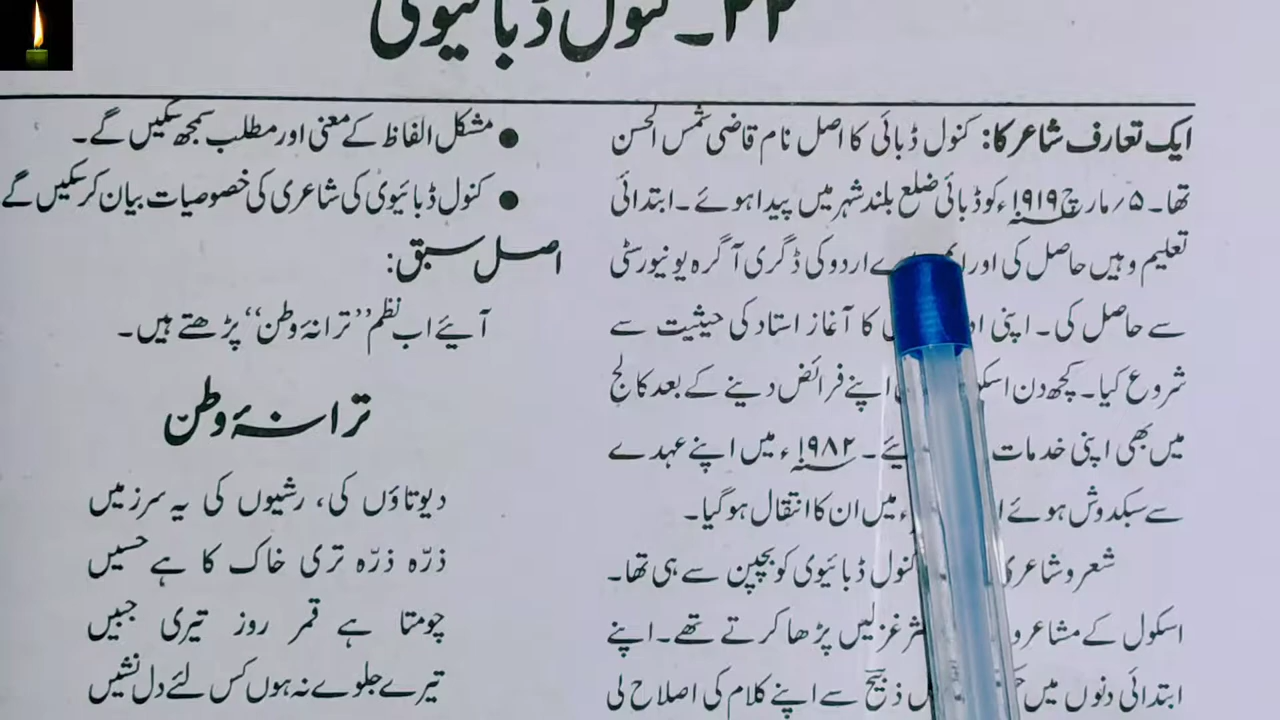 ۲۲۔ کنول ڈبائیوی
ایک تعارف شاعر کا: کنول ڈبائی کا اصل نام قاضی شمس الحسن
تھا۔ ۵؍ مارچ ۱۹۱۹ء کو ڈبائی ضلع بلند شہر میں پیدا ہوئے۔ ابتدائی
تعلیم وہیں حاصل کی اور اردو کی ڈگری آگرہ یونیورسٹی
سے حاصل کی۔ اپنی کا آغاز استاد کی حیثیت سے
شروع کیا۔ کچھ دن اپنے فرائض دینے کے بعد کالج
میں بھی اپنی خدمات ۱۹۸۲ء میں اپنے عہدے
سے سبکدوش ہوئے میں ان کا انتقال ہوگیا۔
شعر و شاعری کنول ڈبائیوی کو بچپن سے ہی تھا۔
اسکول کے غزلیں پڑھا کرتے تھے۔ اپنے
ابتدائی دنوں میں ذبیحؔ سے اپنے کلام کی اصلاح لی
● مشکل الفاظ کے معنی اور مطلب سمجھ سکیں گے۔
● کنول ڈبائیوی کی شاعری کی خصوصیات بیان کر سکیں گے
اصل سبق:
آیئے اب نظم ”ترانۂ وطن“ پڑھتے ہیں۔
ترانۂ وطن
دیوتاؤں کی، رشیوں کی یہ سرزمیں
ذرّہ ذرّہ تری خاک کا ہے حسیں
چومتا ہے قمر روز تیری جبیں
تیرے جلوے نہ ہوں کس لئے دل نشیں